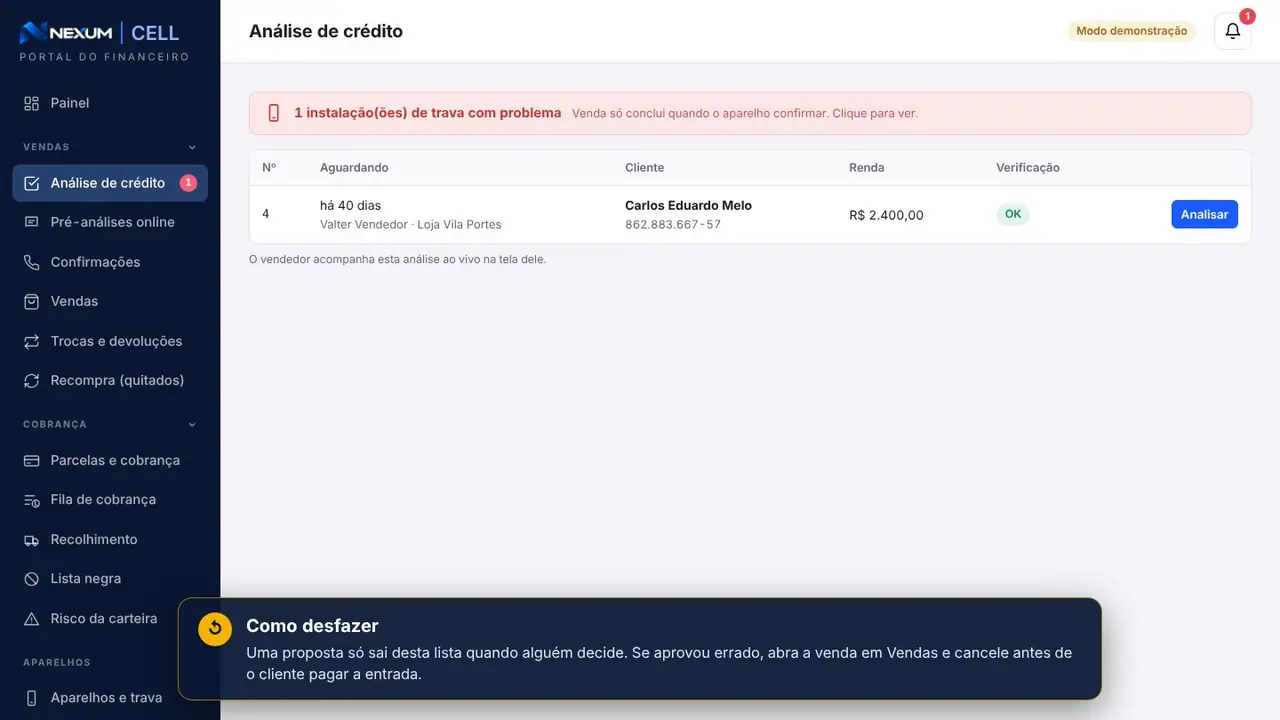 NEXUM | CELL
PORTAL DO FINANCEIRO
Painel
VENDAS
Análise de crédito 1
Pré-análises online
Confirmações
Vendas
Trocas e devoluções
Recompra (quitados)
COBRANÇA
Parcelas e cobrança
Fila de cobrança
Recolhimento
Lista negra
Risco da carteira
APARELHOS
Aparelhos e trava
Análise de crédito
Modo demonstração
1
1 instalação(ões) de trava com problema Venda só conclui quando o aparelho confirmar. Clique para ver.
Nº Aguardando Cliente Renda Verificação
4 há 40 dias Carlos Eduardo Melo R$ 2.400,00 OK Analisar
Valter Vendedor · Loja Vila Portes 862.883.667-57
O vendedor acompanha esta análise ao vivo na tela dele.
Como desfazer
Uma proposta só sai desta lista quando alguém decide. Se aprovou errado, abra a venda em Vendas e cancele antes de
o cliente pagar a entrada.